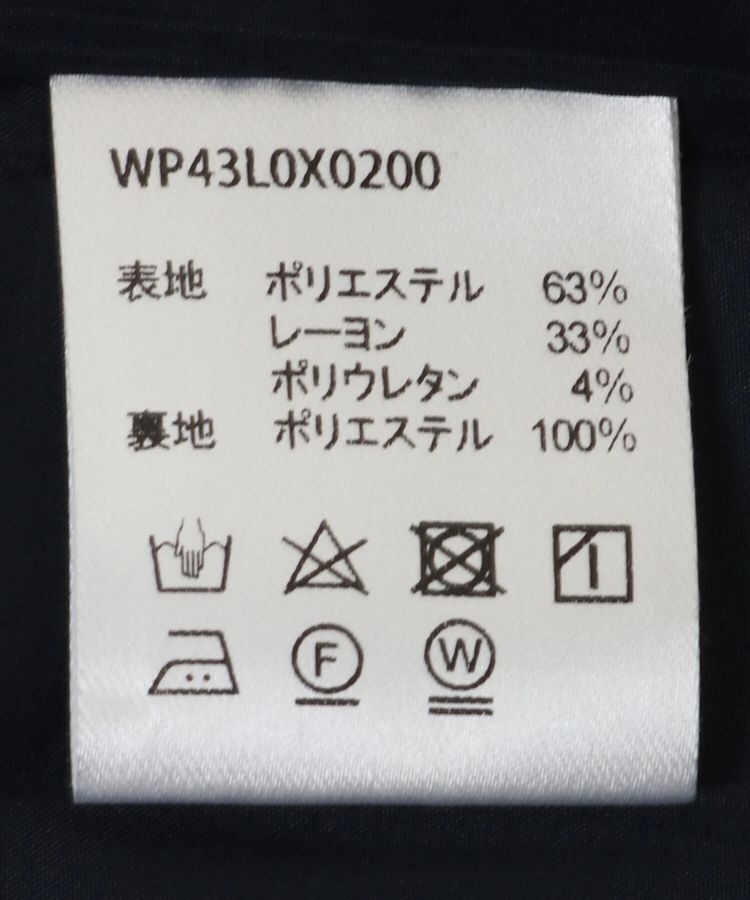 WP43L0X0200
表地 ポリエステル 63%
レーヨン 33%
ポリウレタン 4%
裏地 ポリエステル 100%
F W